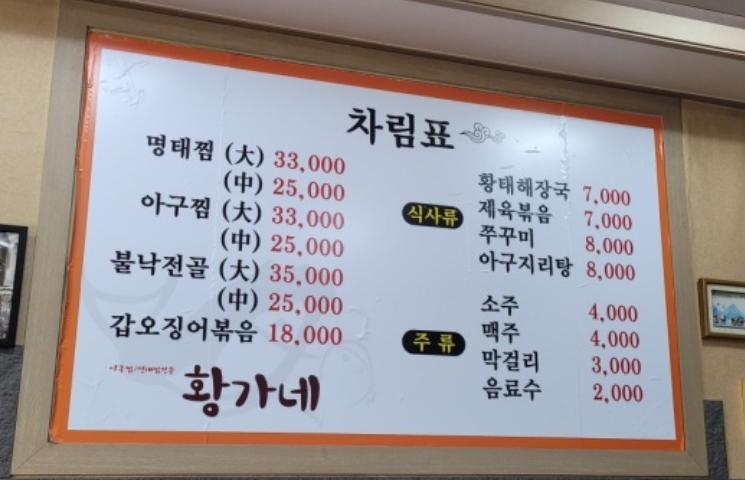 차림표
명태찜 (大) 33,000
(中) 25,000
아구찜 (大) 33,000
(中) 25,000
불낙전골 (大) 35,000
(中) 25,000
갑오징어볶음 18,000
황가네
식사류
황태해장국 7,000
제육볶음 7,000
쭈꾸미 8,000
아구지리탕 8,000
주류
소주 4,000
맥주 4,000
막걸리 3,000
음료수 2,000